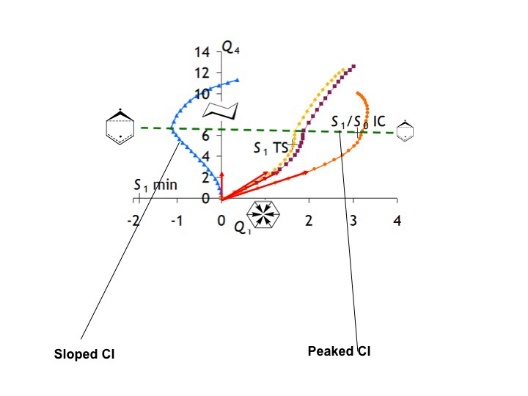 Q4
14
12
10
S1/S0 IC
6
S1 TS
4
S1 min
2
0
-2 -1 0 2 3 4
Q1
Sloped CI
Peaked CI